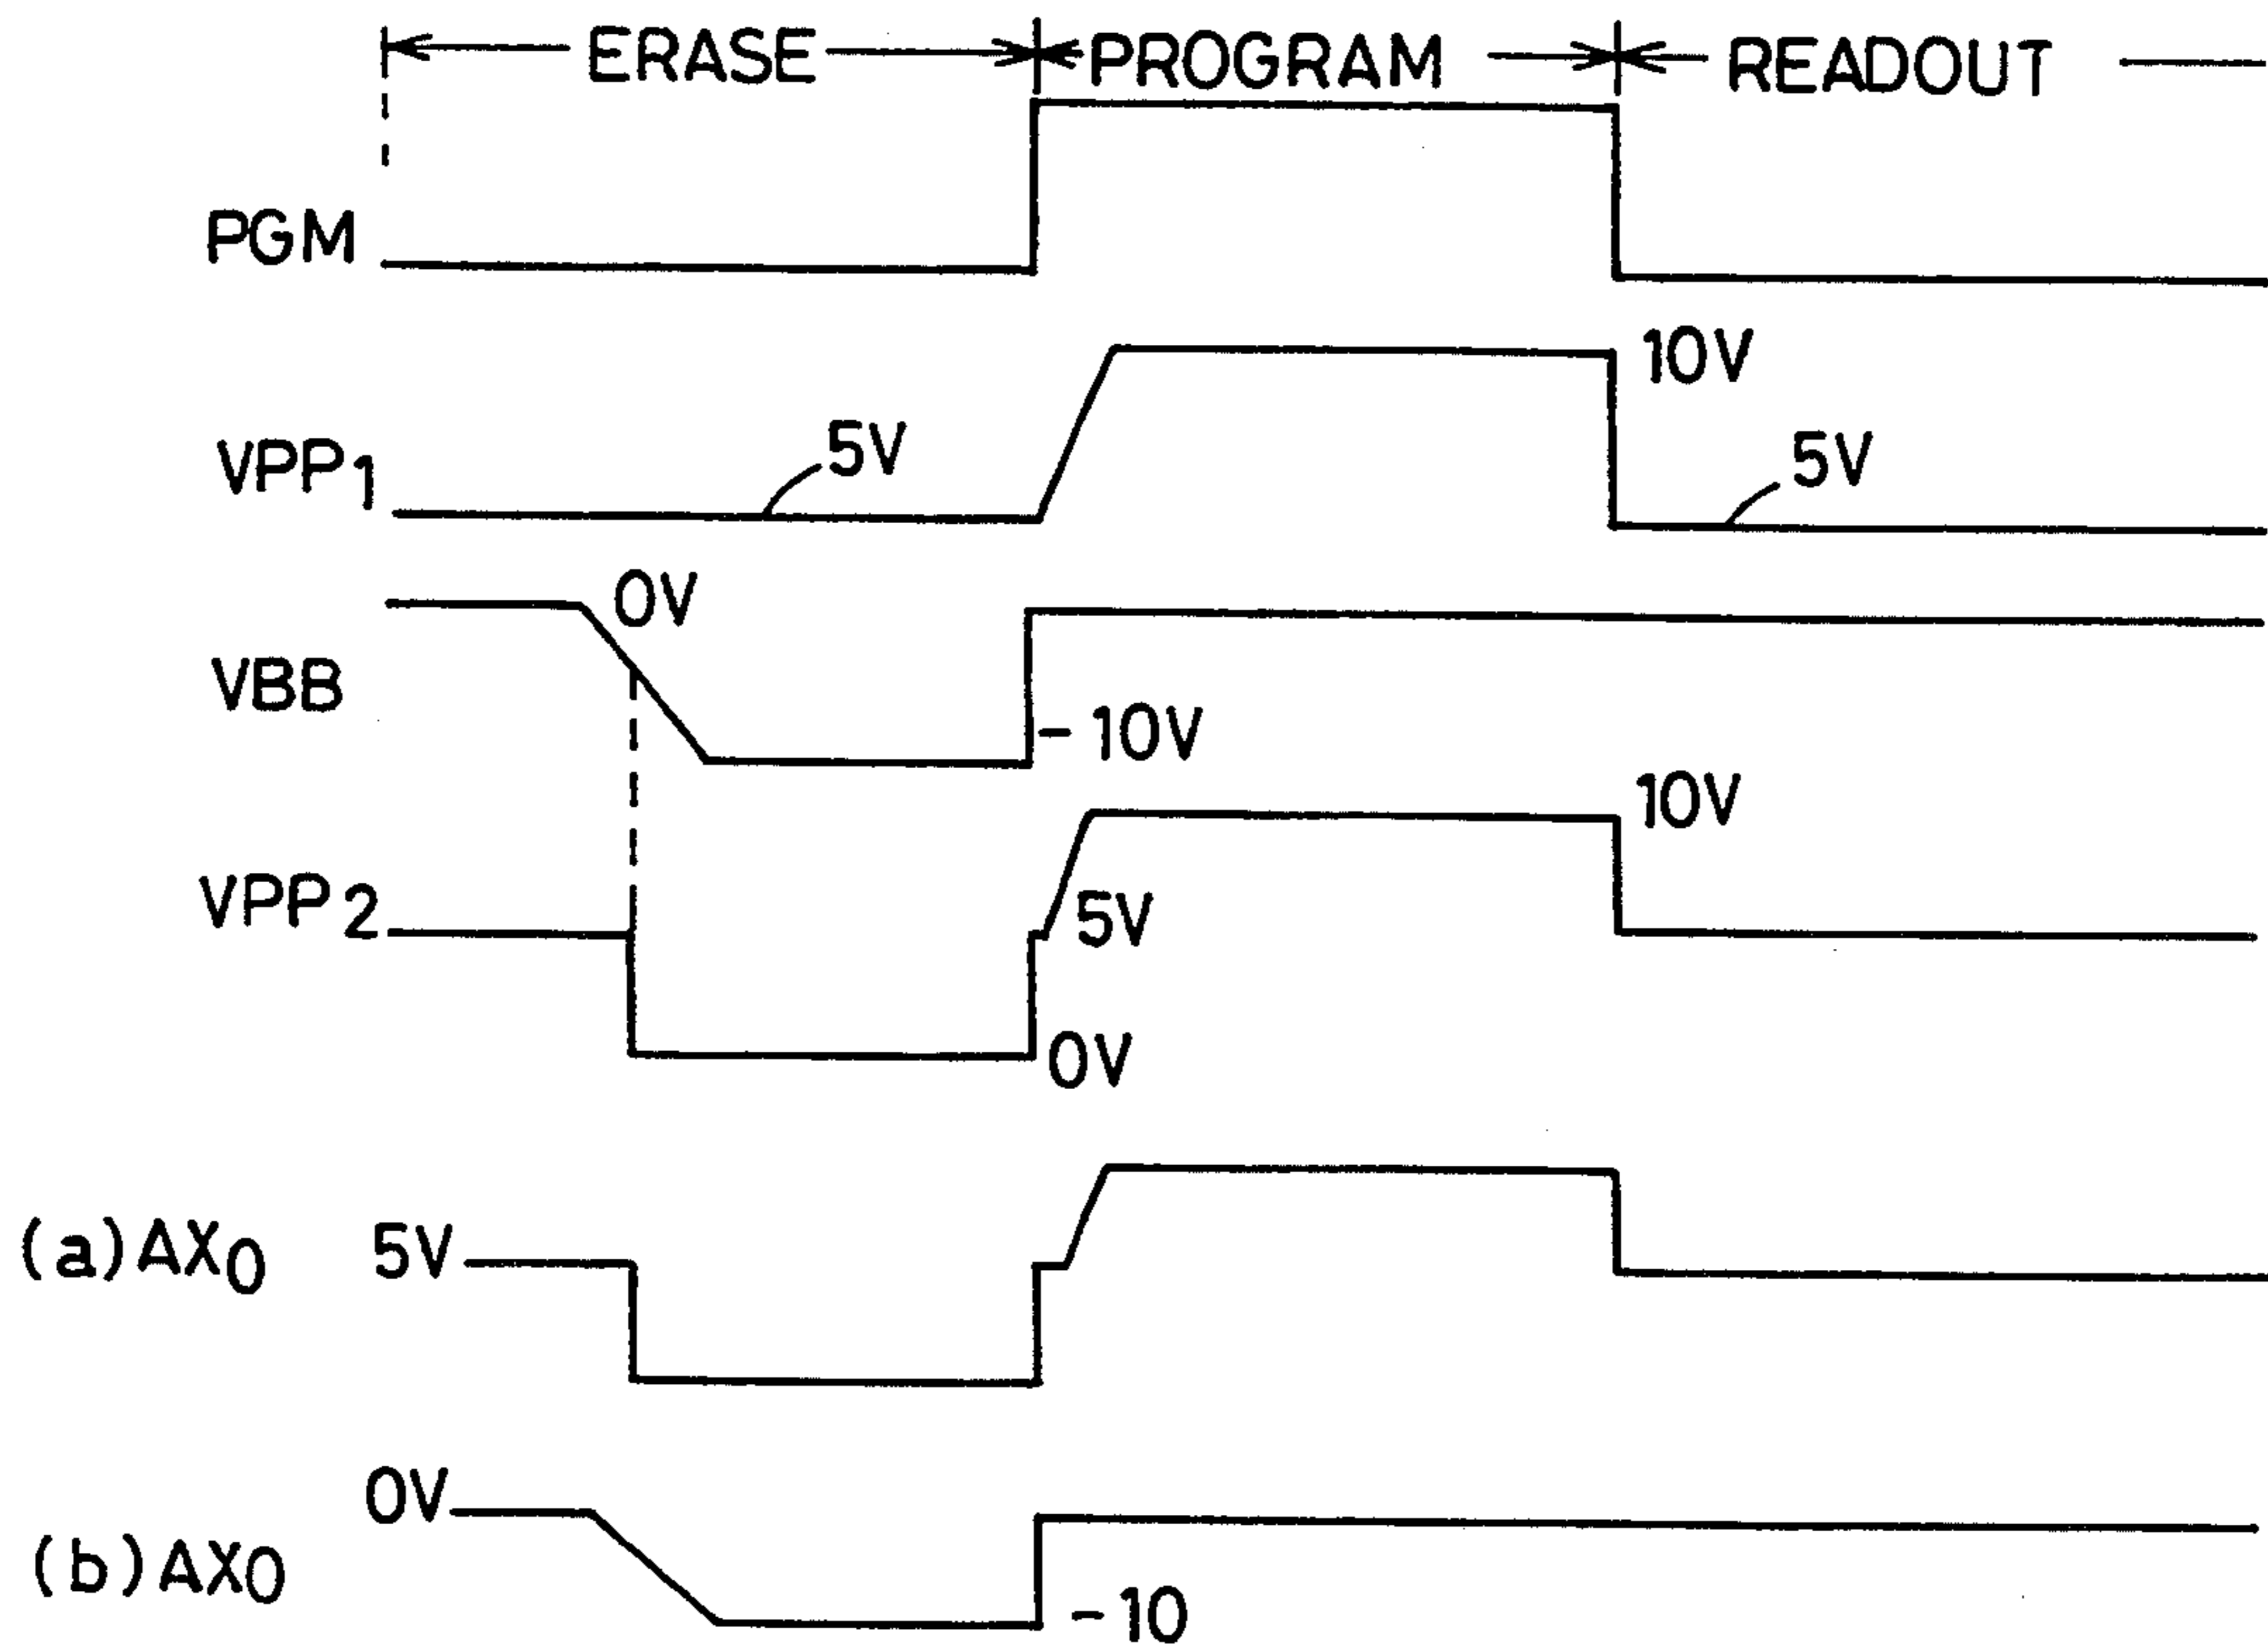 ERASE PROGRAM READOUT
PGM
10V
VPP1 5V 5V
0V
VBB
-10V
10V
VPP2 5V
0V
(a)AX0 5V
0V
(b)AX0
-10